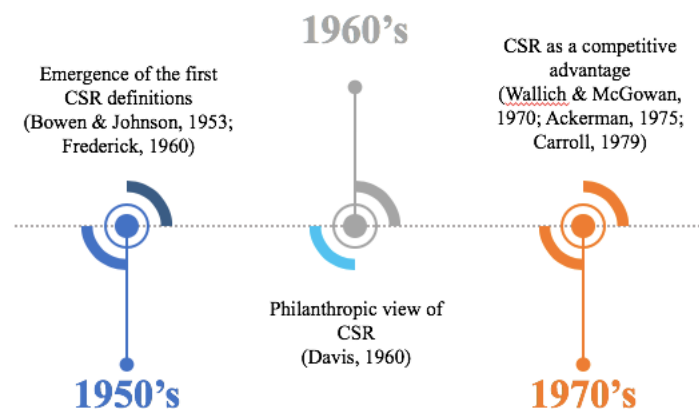 1960’s
Emergence of the first
CSR definitions
(Bowen & Johnson, 1953;
Frederick, 1960)
CSR as a competitive
advantage
(Wallich & McGowan,
1970; Ackerman, 1975;
Carroll, 1979)
Philanthropic view of
CSR
(Davis, 1960)
1950’s
1970’s